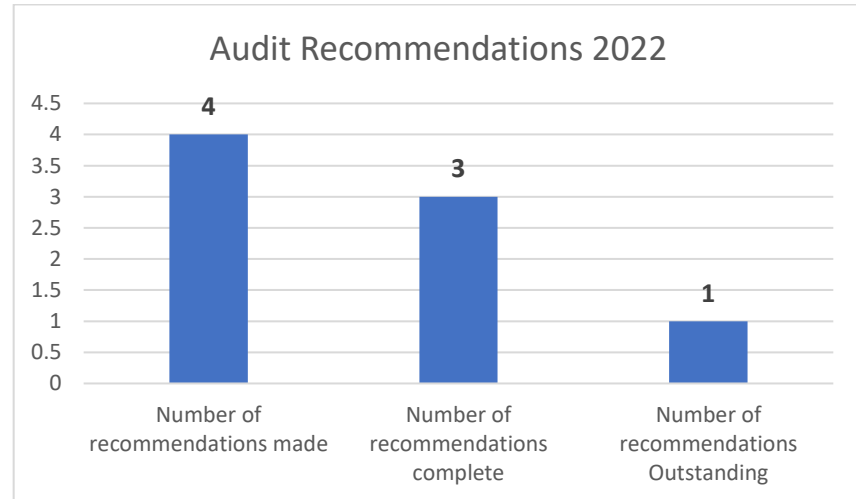 Audit Recommendations 2022
4.5
4
3.5
3
2.5
2
1.5
1
0.5
0
4
3
1
Number of
recommendations made
Number of
recommendations
complete
Number of
recommendations
Outstanding